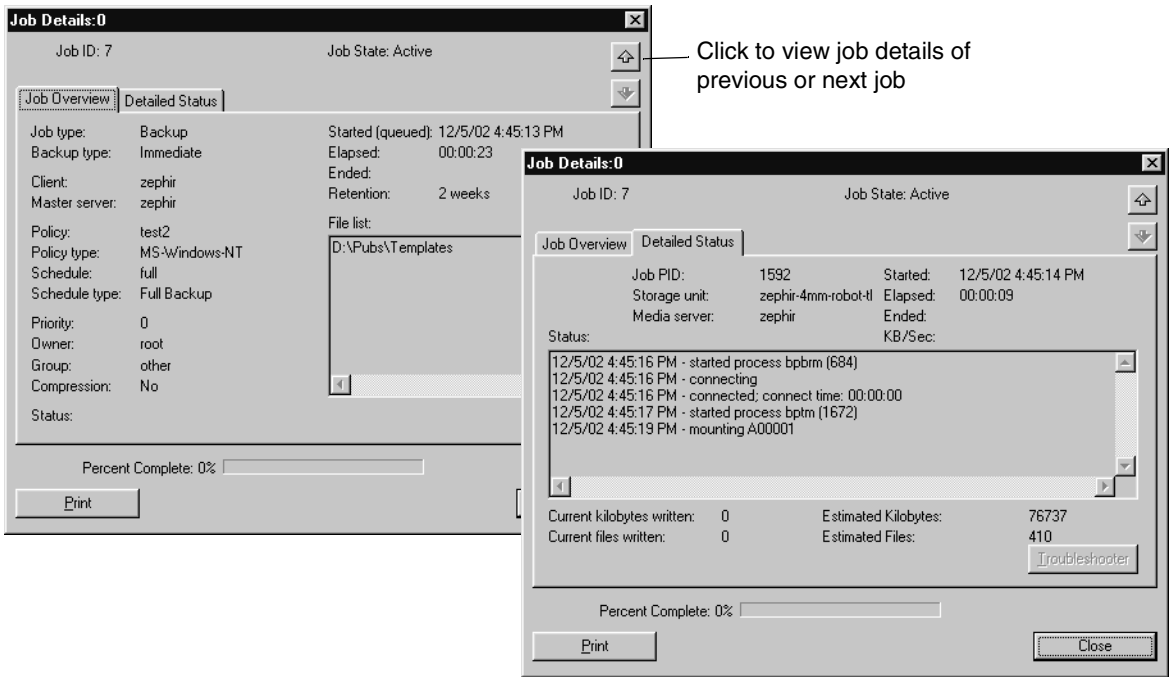 Job Details:0
Job ID: 7
Job State: Active
Click to view job details of
previous or next job
Job Overview
Detailed Status
Job type: Backup
Backup type: Immediate
Client: zephir
Master server: zephir
Policy: test2
Policy type: MS-Windows-NT
Schedule: full
Schedule type: Full Backup
Priority: 0
Owner: root
Group: other
Compression: No
Status:
Started (queued): 12/5/02 4:45:13 PM
Elapsed: 00:00:23
Ended:
Retention: 2 weeks
File list:
D:\Pubs\Templates
Percent Complete: 0%
Print
Job Details:0
Job ID: 7
Job State: Active
Job Overview
Detailed Status
Job PID: 1592
Storage unit: zephir-4mm-robot-tl
Media server: zephir
Started: 12/5/02 4:45:14 PM
Elapsed: 00:00:09
Ended:
KB/Sec:
Status:
12/5/02 4:45:16 PM - started process bpbrm (684)
12/5/02 4:45:16 PM - connecting
12/5/02 4:45:16 PM - connected; connect time: 00:00:00
12/5/02 4:45:17 PM - started process bptm (1672)
12/5/02 4:45:19 PM - mounting A00001
Current kilobytes written: 0
Current files written: 0
Estimated Kilobytes: 76737
Estimated Files: 410
Troubleshooter
Percent Complete: 0%
Print
Close